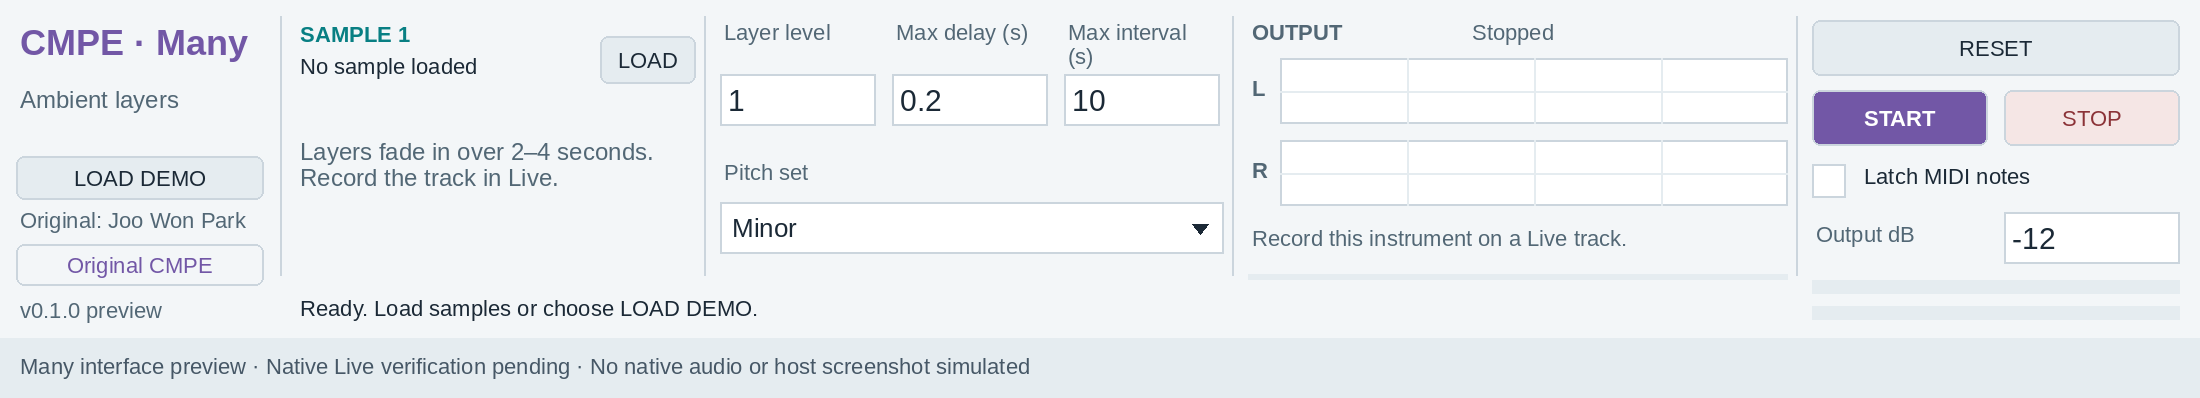 CMPE · Many
Ambient layers
LOAD DEMO
Original: Joo Won Park
Original CMPE
v0.1.0 preview
SAMPLE 1
No sample loaded
LOAD
Layers fade in over 2–4 seconds.
Record the track in Live.
Ready. Load samples or choose LOAD DEMO.
Layer level
Max delay (s)
Max interval
(s)
1
0.2
10
Pitch set
Minor
OUTPUT
Stopped
L
R
Record this instrument on a Live track.
RESET
START
STOP
Latch MIDI notes
Output dB
-12
Many interface preview · Native Live verification pending · No native audio or host screenshot simulated